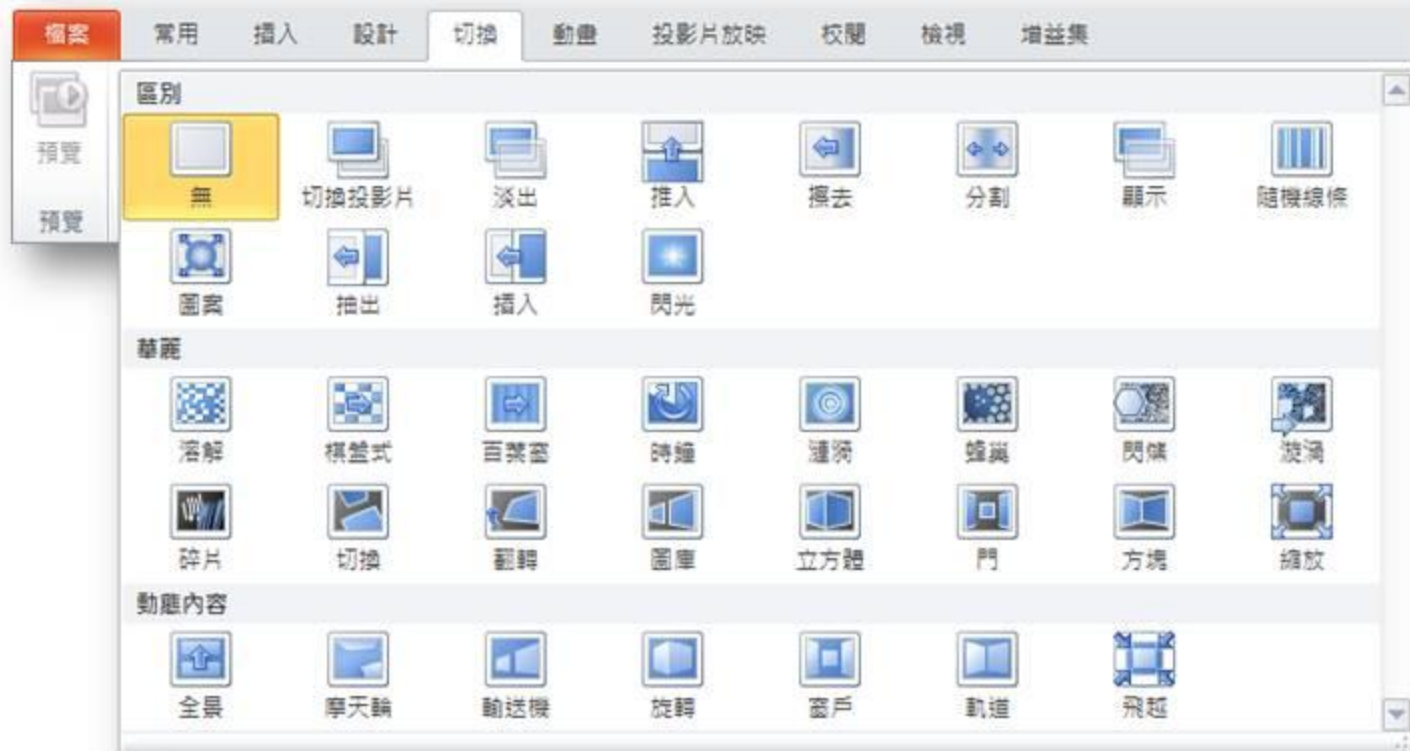 檔案 常用 插入 設計 切換 動畫 投影片放映 校閱 檢視 增益集
預覽
預覽
區別
無 切換投影片 淡出 推入 擦去 分割 顯示 隨機線條
圖案 抽出 插入 閃光
華麗
溶解 棋盤式 百葉窗 時鐘 漣漪 蜂巢 閃爍 漩渦
碎片 切換 翻轉 圖庫 立方體 門 方塊 縮放
動態內容
全景 摩天輪 輸送機 旋轉 窗戶 軌道 飛越